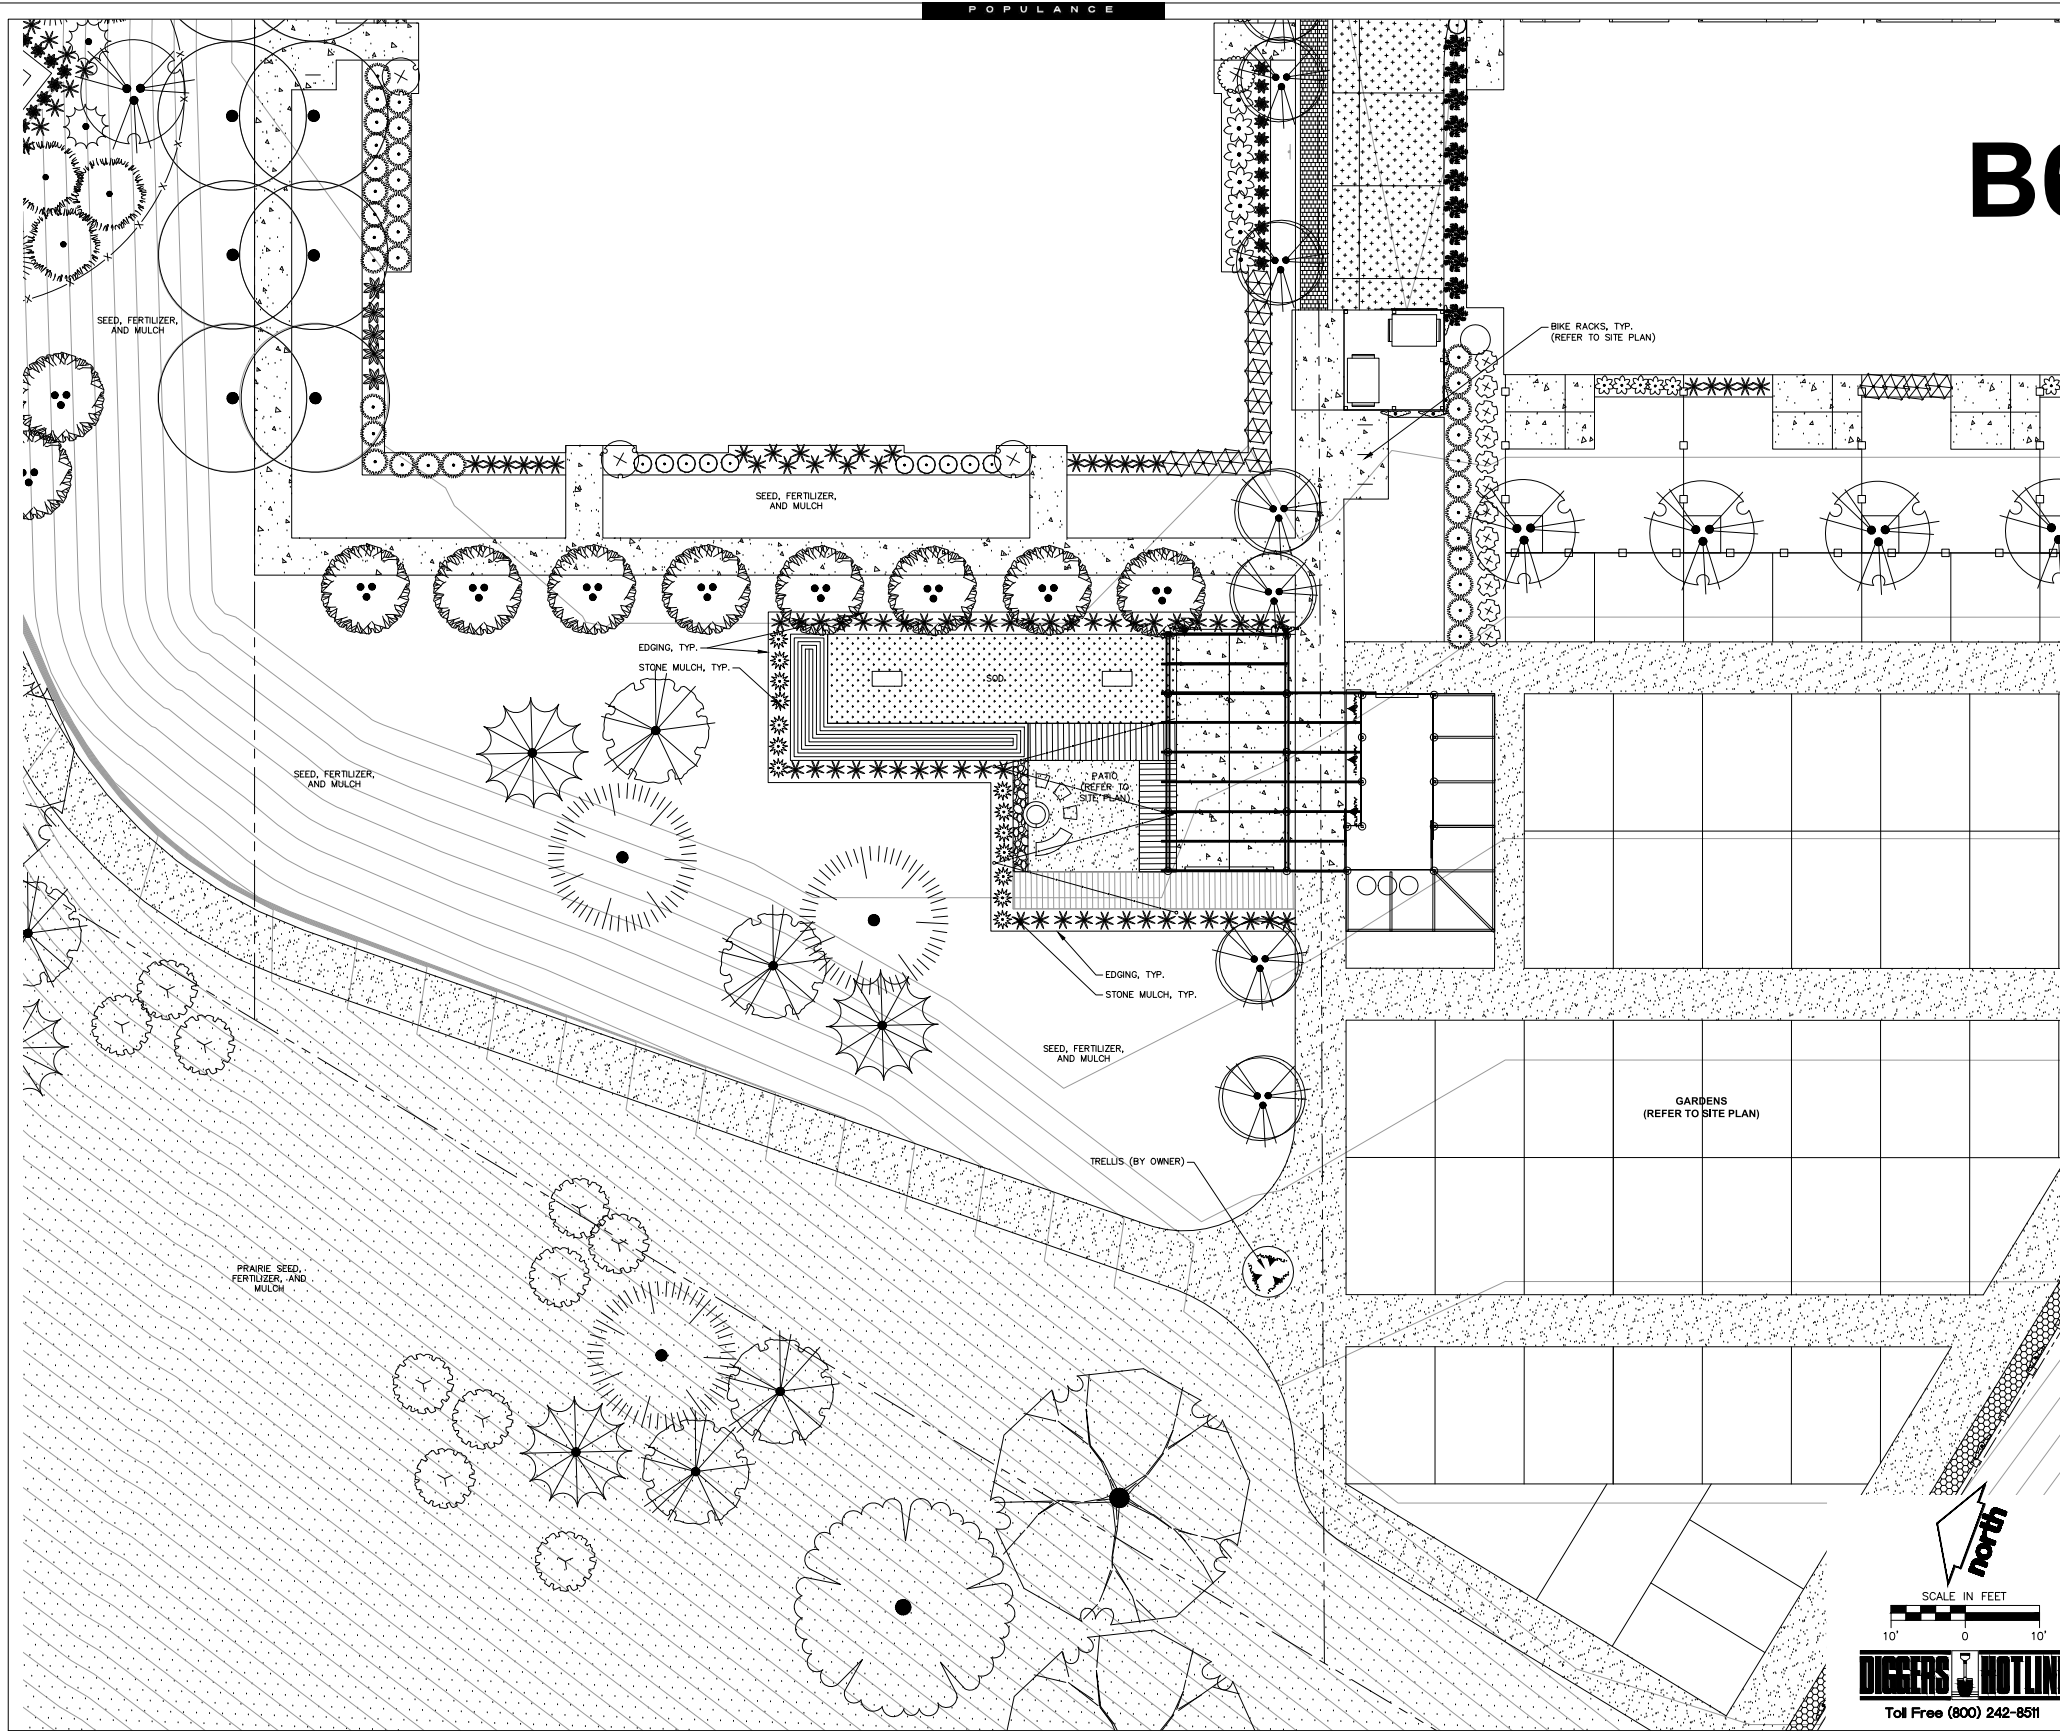 POPULANCE
B6
SEED, FERTILIZER,
AND MULCH
BIKE RACKS, TYP.
(REFER TO SITE PLAN)
SEED, FERTILIZER,
AND MULCH
EDGING, TYP.
STONE MULCH, TYP.
SOD
SEED, FERTILIZER,
AND MULCH
PATIO
(REFER TO
SITE PLAN)
EDGING, TYP.
STONE MULCH, TYP.
SEED, FERTILIZER,
AND MULCH
GARDENS
(REFER TO SITE PLAN)
TRELLIS (BY OWNER)
PRAIRIE SEED,
FERTILIZER, AND
MULCH
north
SCALE IN FEET
10' 0 10'
DIGGERS HOTLIN
Toll Free (800) 242-8511